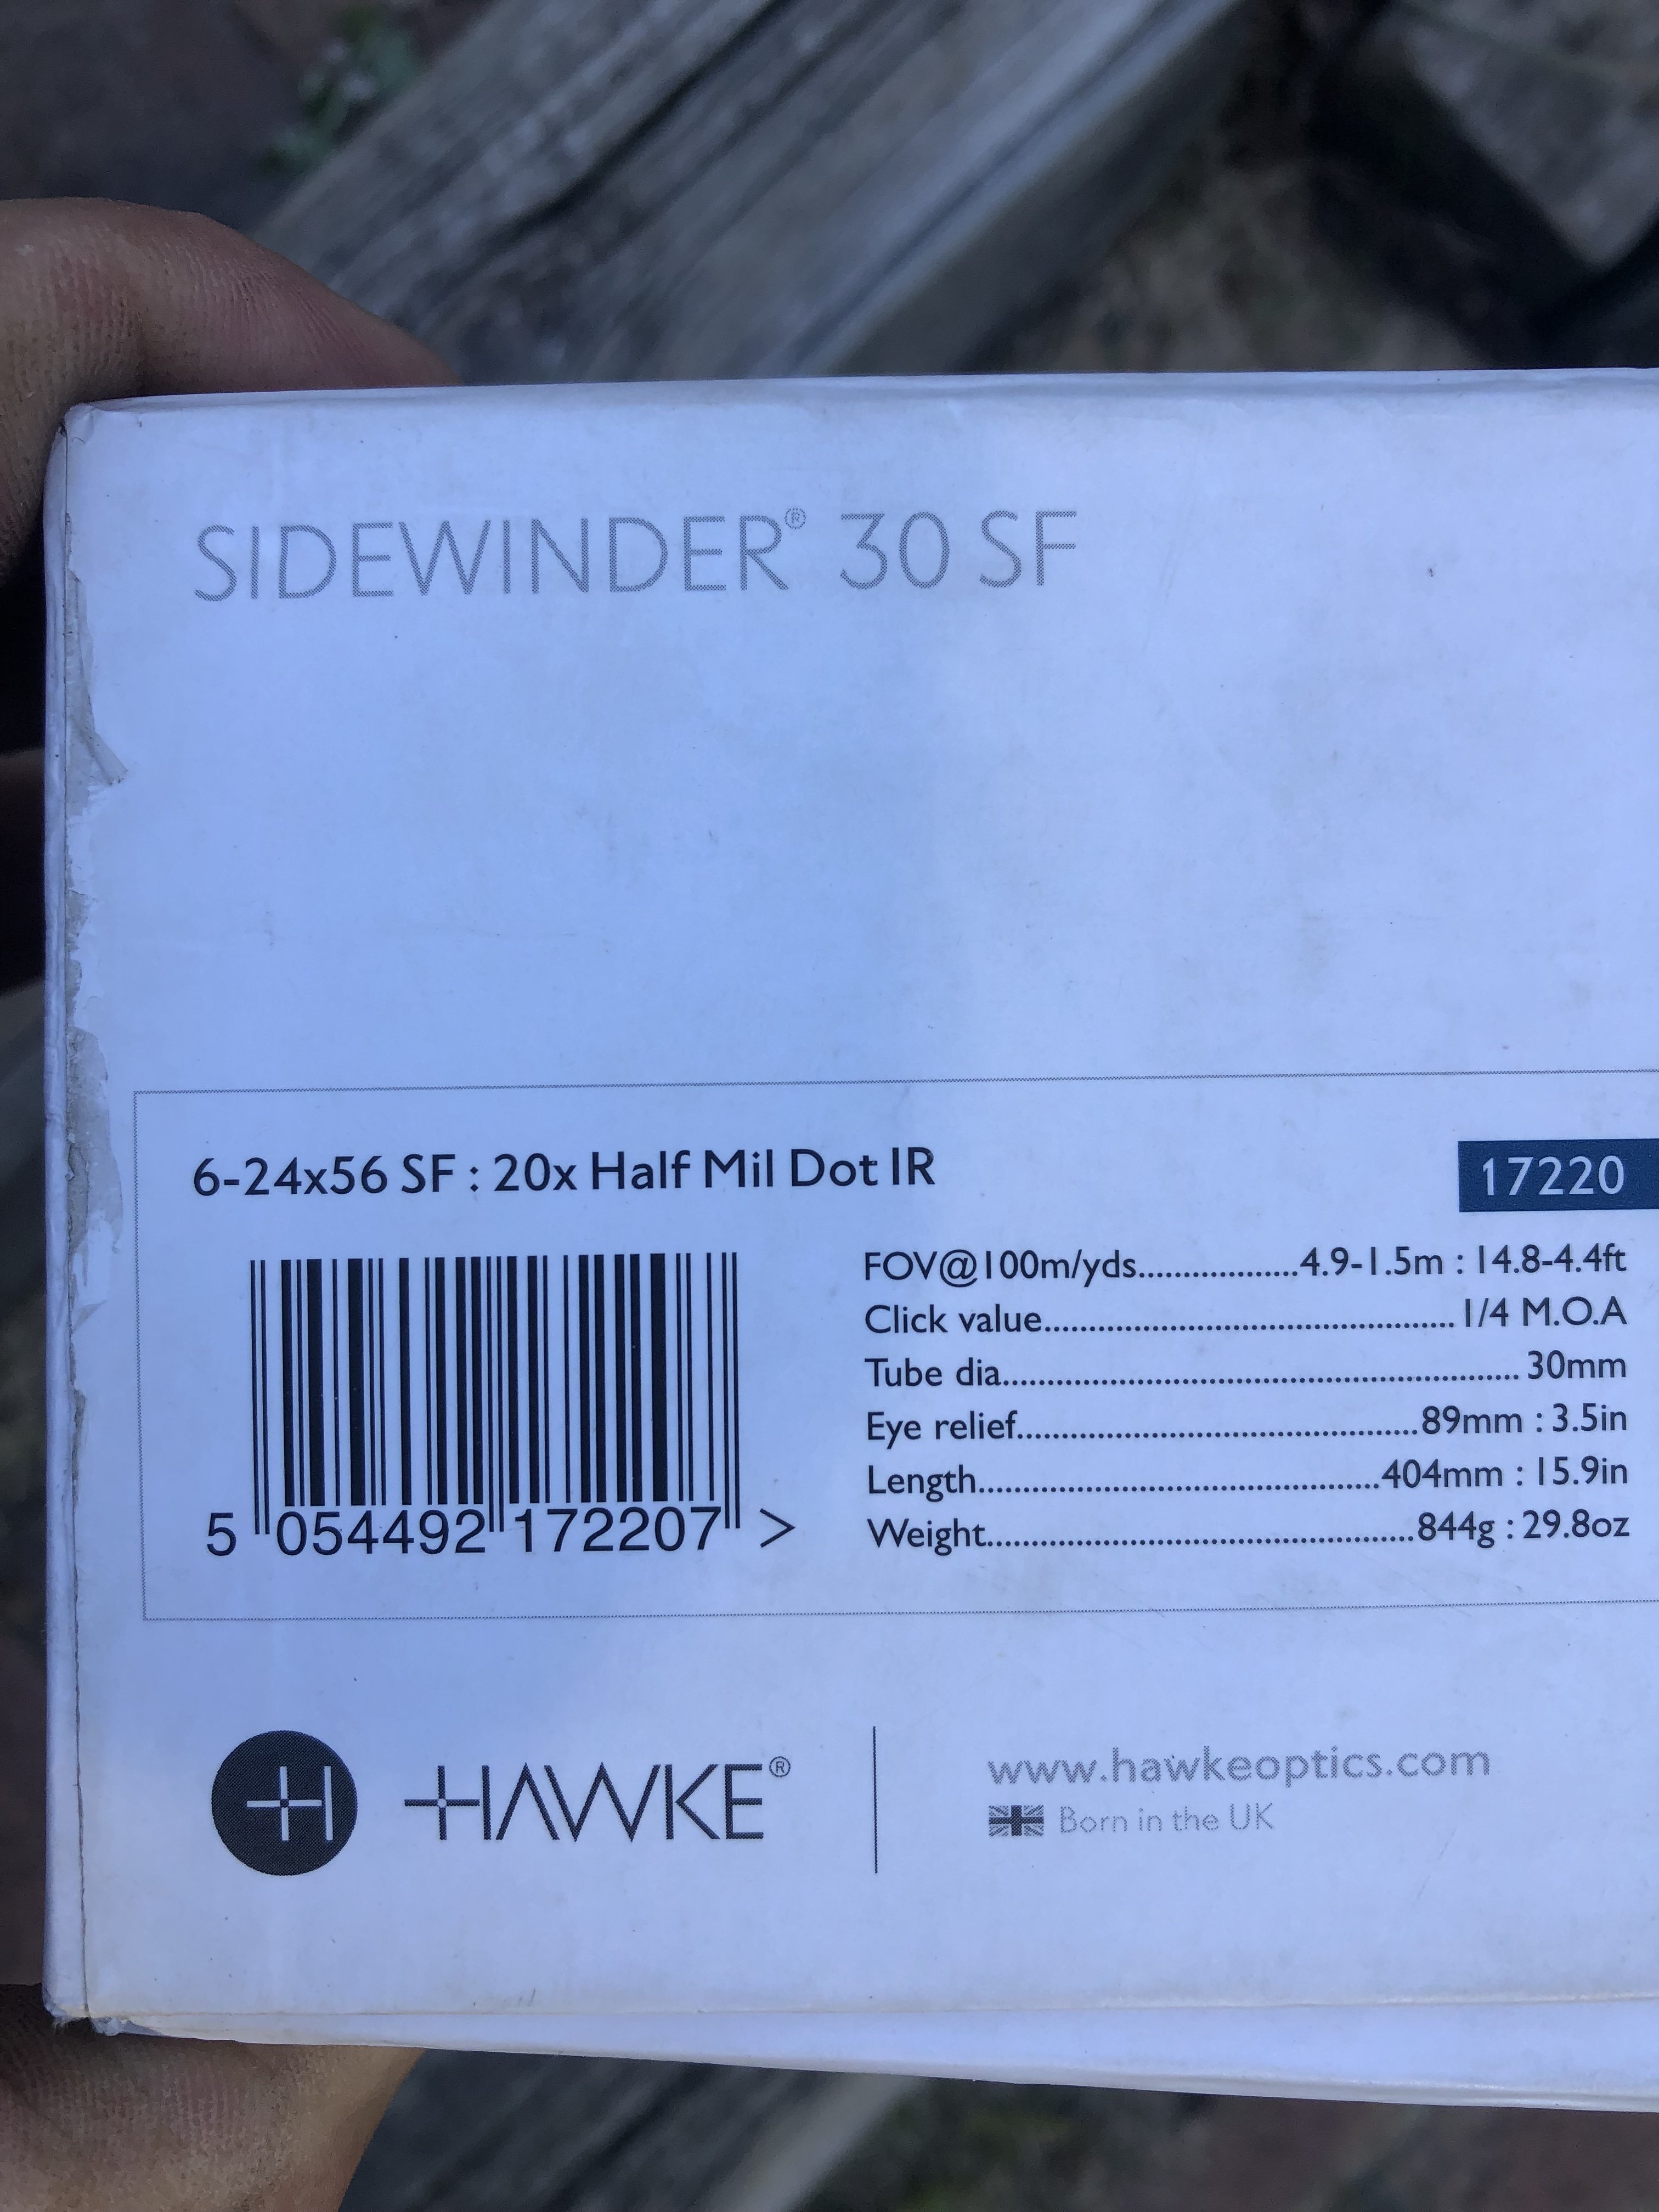 SIDEWINDER® 30 SF
6-24x56 SF : 20x Half Mil Dot IR
17220
FOV@100m/yds..................4.9-1.5m : 14.8-4.4ft
Click value..............................................1/4 M.O.A
Tube dia..........................................................30mm
Eye relief.............................................89mm : 3.5in
Length.............................................404mm : 15.9in
Weight................................................844g : 29.8oz
5 054492 172207 >
HAWKE®
www.hawkeoptics.com
Born in the UK